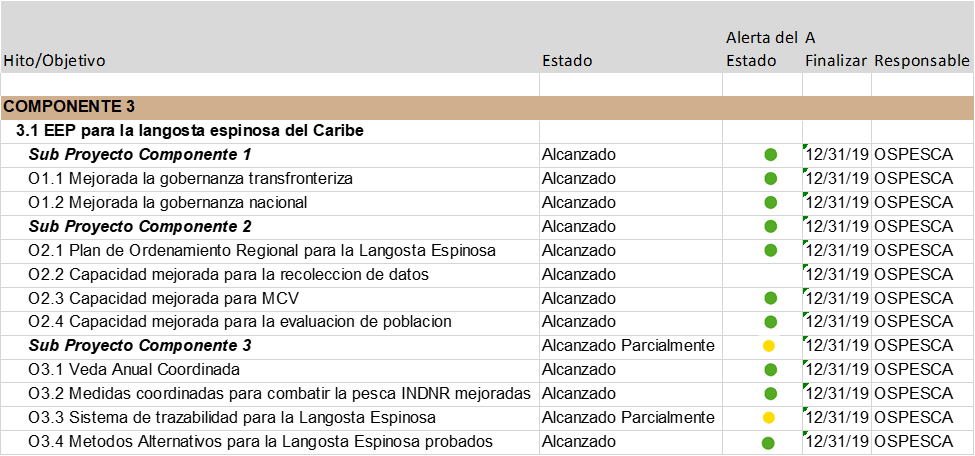 Hito/Objetivo Estado Alerta del Estado A Finalizar Responsable
COMPONENTE 3
3.1 EEP para la langosta espinosa del Caribe
Sub Proyecto Componente 1 Alcanzado 12/31/19 OSPESCA
O1.1 Mejorada la gobernanza transfronteriza Alcanzado 12/31/19 OSPESCA
O1.2 Mejorada la gobernanza nacional Alcanzado 12/31/19 OSPESCA
Sub Proyecto Componente 2 Alcanzado 12/31/19 OSPESCA
O2.1 Plan de Ordenamiento Regional para la Langosta Espinosa Alcanzado 12/31/19 OSPESCA
O2.2 Capacidad mejorada para la recoleccion de datos Alcanzado 12/31/19 OSPESCA
O2.3 Capacidad mejorada para MCV Alcanzado 12/31/19 OSPESCA
O2.4 Capacidad mejorada para la evaluacion de poblacion Alcanzado 12/31/19 OSPESCA
Sub Proyecto Componente 3 Alcanzado Parcialmente 12/31/19 OSPESCA
O3.1 Veda Anual Coordinada Alcanzado 12/31/19 OSPESCA
O3.2 Medidas coordinadas para combatir la pesca INDNR mejoradas Alcanzado 12/31/19 OSPESCA
O3.3 Sistema de trazabilidad para la Langosta Espinosa Alcanzado Parcialmente 12/31/19 OSPESCA
O3.4 Metodos Alternativos para la Langosta Espinosa probados Alcanzado 12/31/19 OSPESCA